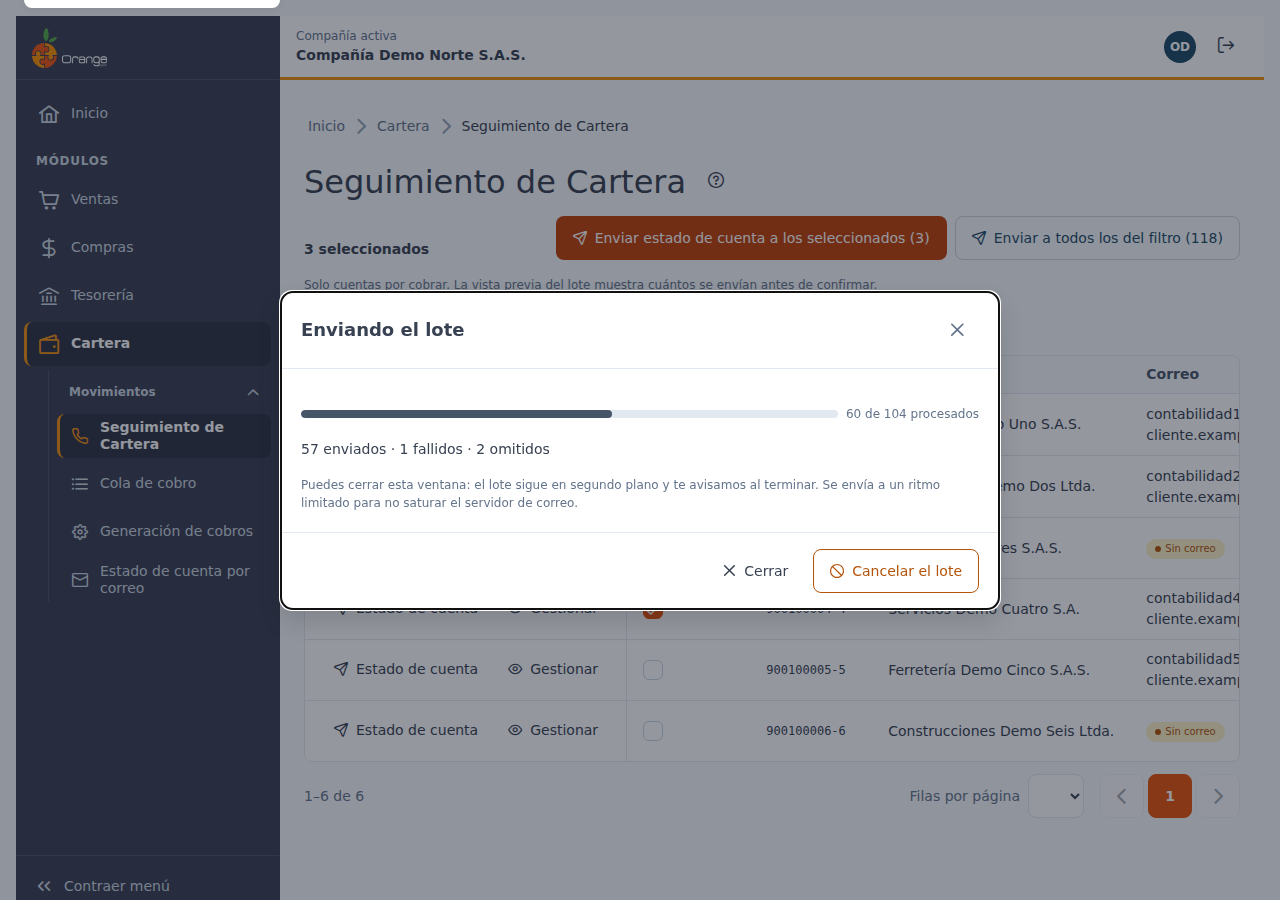 Orange
Compañía activa
Compañía Demo Norte S.A.S.
OD
Inicio
MÓDULOS
Ventas
Compras
Tesorería
Cartera
Movimientos
Seguimiento de
Cartera
Cola de cobro
Generación de cobros
Estado de cuenta por
correo
Contraer menú
Inicio
Cartera
Seguimiento de Cartera
Seguimiento de Cartera
3 seleccionados
Enviar estado de cuenta a los seleccionados (3)
Enviar a todos los del filtro (118)
Solo cuentas por cobrar. La vista previa del lote muestra cuántos se envían antes de confirmar.
Enviando el lote
60 de 104 procesados
57 enviados · 1 fallidos · 2 omitidos
Puedes cerrar esta ventana: el lote sigue en segundo plano y te avisamos al terminar. Se envía a un ritmo
limitado para no saturar el servidor de correo.
Cerrar
Cancelar el lote
Correo
Uno S.A.S.
contabilidad1
cliente.examp
Dos Ltda.
contabilidad2
cliente.examp
S.A.S.
Sin correo
Estado de cuenta
Gestionar
Servicios Demo Cuatro S.A.
contabilidad4
cliente.examp
Estado de cuenta
Gestionar
900100005-5
Ferretería Demo Cinco S.A.S.
contabilidad5
cliente.examp
Estado de cuenta
Gestionar
900100006-6
Construcciones Demo Seis Ltda.
Sin correo
1–6 de 6
Filas por página
1